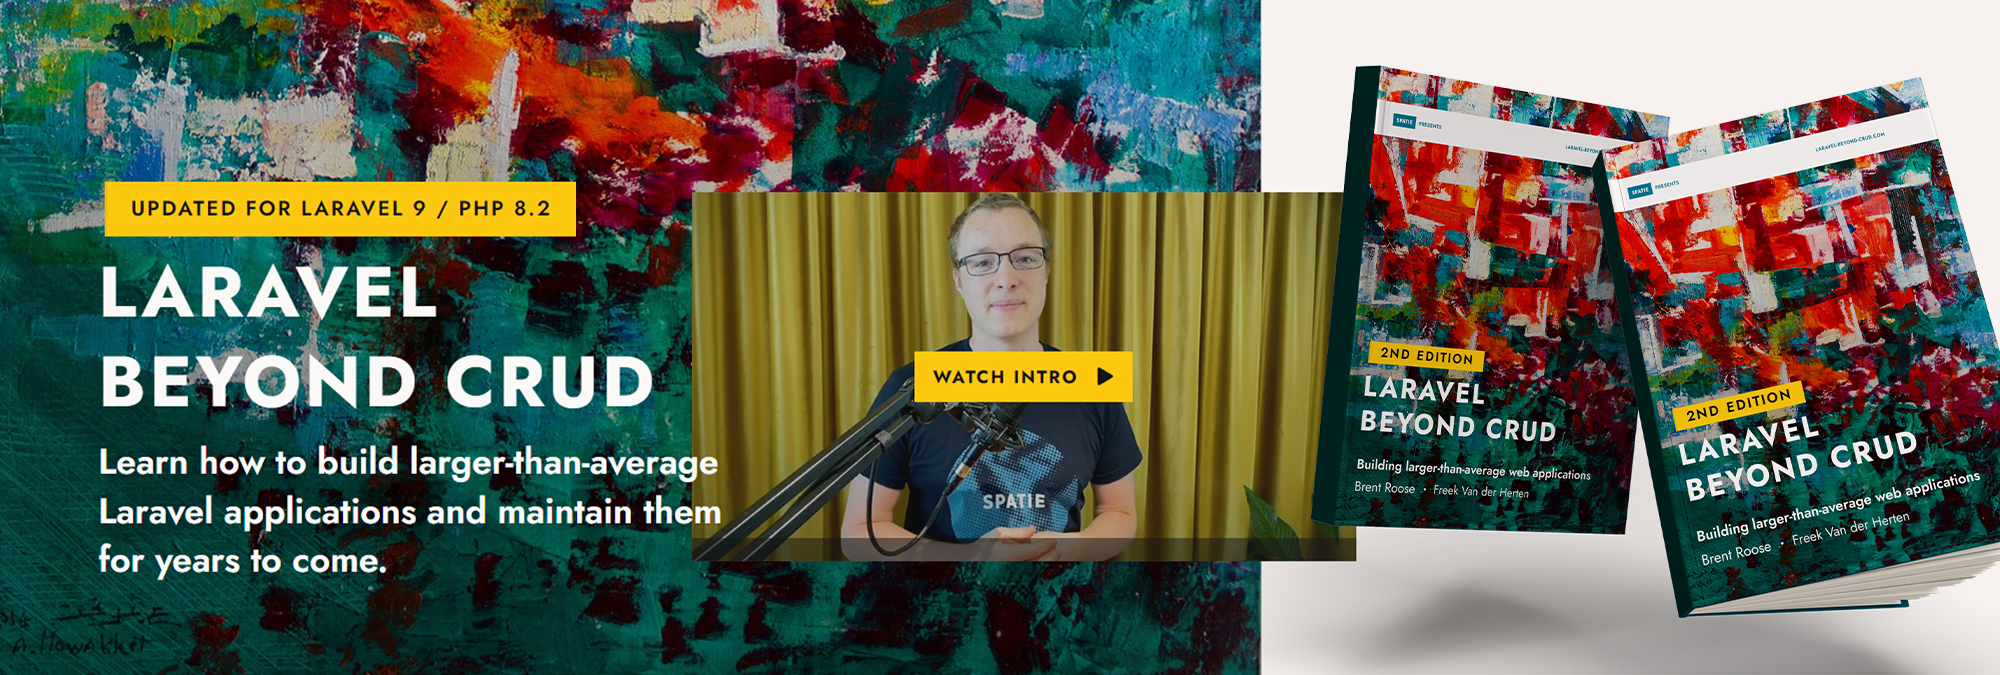 UPDATED FOR LARAVEL 9 / PHP 8.2
LARAVEL
BEYOND CRUD
Learn how to build larger-than-average
Laravel applications and maintain them
for years to come.
WATCH INTRO
SPATIE
SPATIE PRESENTS
2ND EDITION
LARAVEL
BEYOND CRUD
Building larger-than-average web applications
Brent Roose • Freek Van der Herten
SPATIE PRESENTS
LARAVEL-BEYOND-CRUD.COM
2ND EDITION
LARAVEL
BEYOND CRUD
Building larger-than-average web applications
Brent Roose • Freek Van der Herten